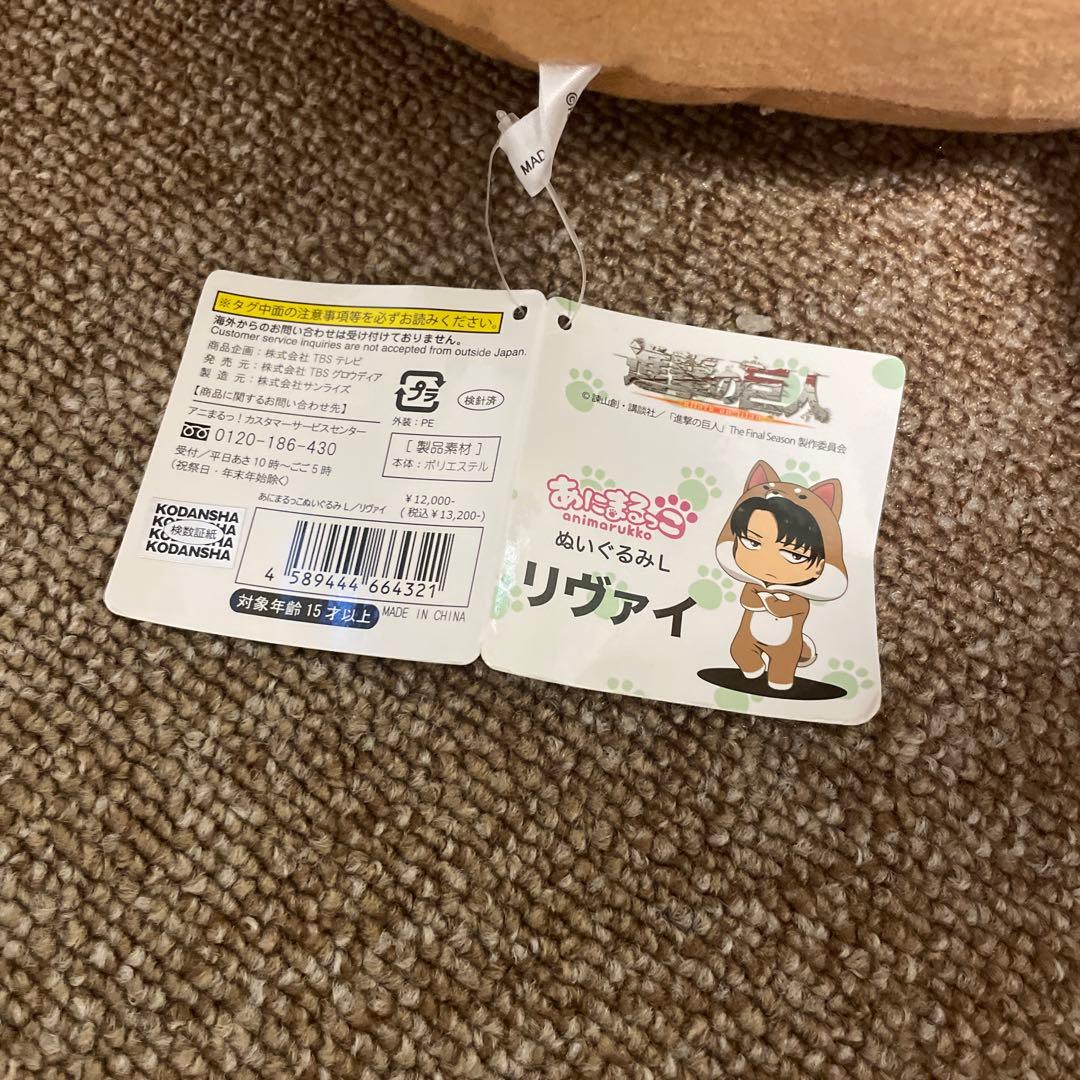 MAD
※タグ中面の注意事項等を必ずお読みください。
海外からのお問い合わせは受け付けておりません。
Customer service inquiries are not accepted from outside Japan.
商品企画：株式会社 TBS テレビ
発売元：株式会社 TBS グロウディア
製造元：株式会社サンライズ
【商品に関するお問い合わせ先】
アニまるっ！カスタマーサービスセンター
0120-186-430
受付／平日あさ10時〜ごご5時
(祝祭日・年末年始除く)
プラ
外装：PE
検針済
[製品素材]
本体：ポリエステル
あにまるっこぬいぐるみ L／リヴァイ
¥12,000-
(税込¥13,200-)
KODANSHA
KODANSHA
検数証紙
KODANSHA
KODANSHA
4 589444 664321
対象年齢 15 才以上
MADE IN CHINA
進撃の巨人
ATTACK ON TITAN
©諫山創・講談社／「進撃の巨人」The Final Season 製作委員会
あにまるっこ
animarukko
ぬいぐるみ L
リヴァイ